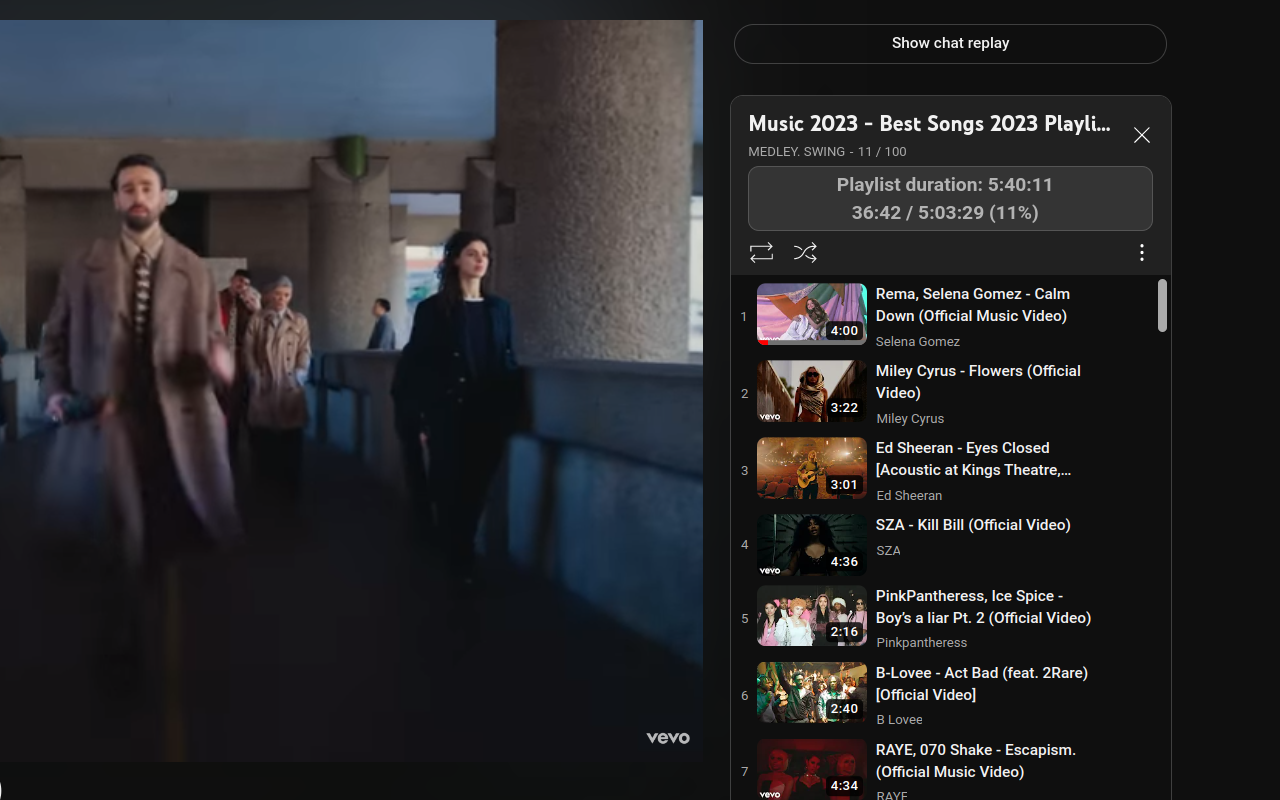 Show chat replay
Music 2023 - Best Songs 2023 Playli...
MEDLEY. SWING - 11 / 100
Playlist duration: 5:40:11
36:42 / 5:03:29 (11%)
1
4:00
Rema, Selena Gomez - Calm
Down (Official Music Video)
Selena Gomez
2
vevo
3:22
Miley Cyrus - Flowers (Official
Video)
Miley Cyrus
3
3:01
Ed Sheeran - Eyes Closed
[Acoustic at Kings Theatre,...
Ed Sheeran
4
vevo
4:36
SZA - Kill Bill (Official Video)
SZA
5
2:16
PinkPantheress, Ice Spice -
Boy's a liar Pt. 2 (Official Video)
Pinkpantheress
6
2:40
B-Lovee - Act Bad (feat. 2Rare)
[Official Video]
B Lovee
7
vevo
4:34
RAYE, 070 Shake - Escapism.
(Official Music Video)
RAYE
vevo